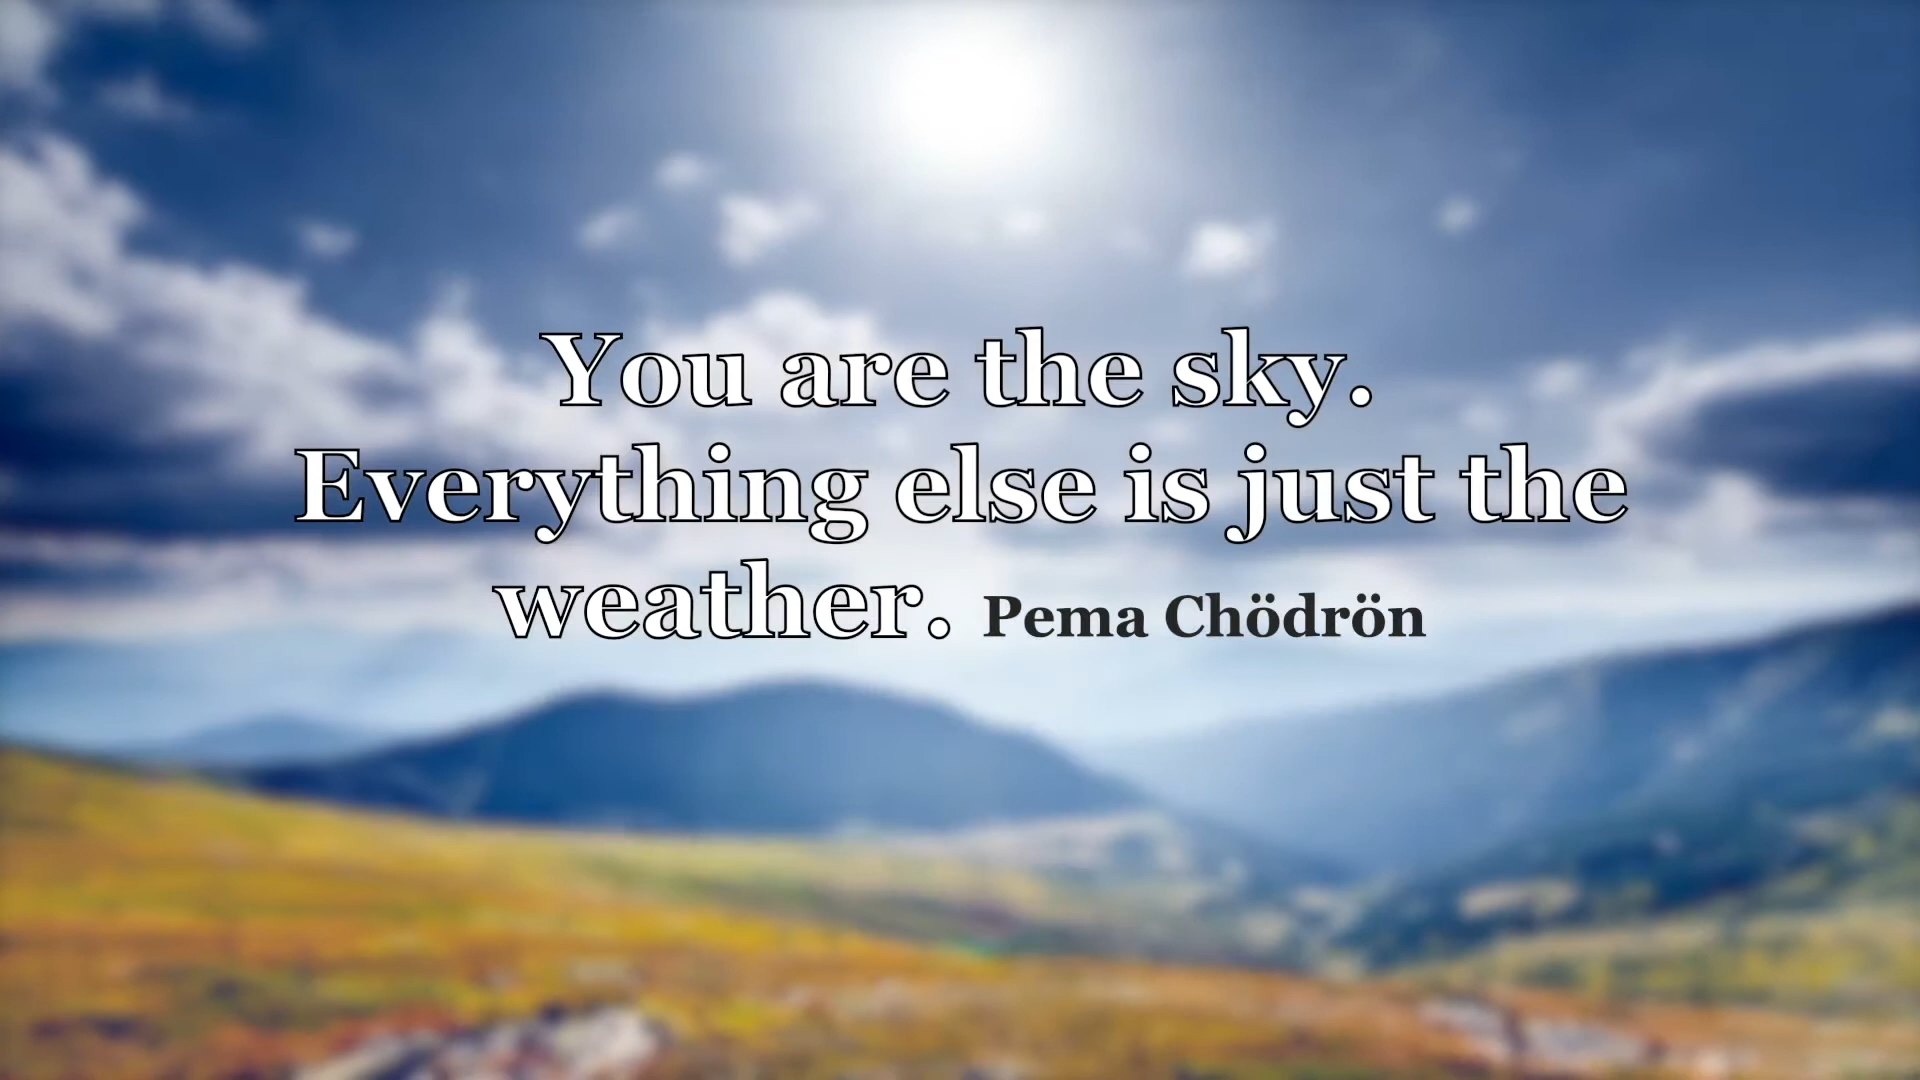 You are the sky.
Everything else is just the
weather. Pema Chödrön